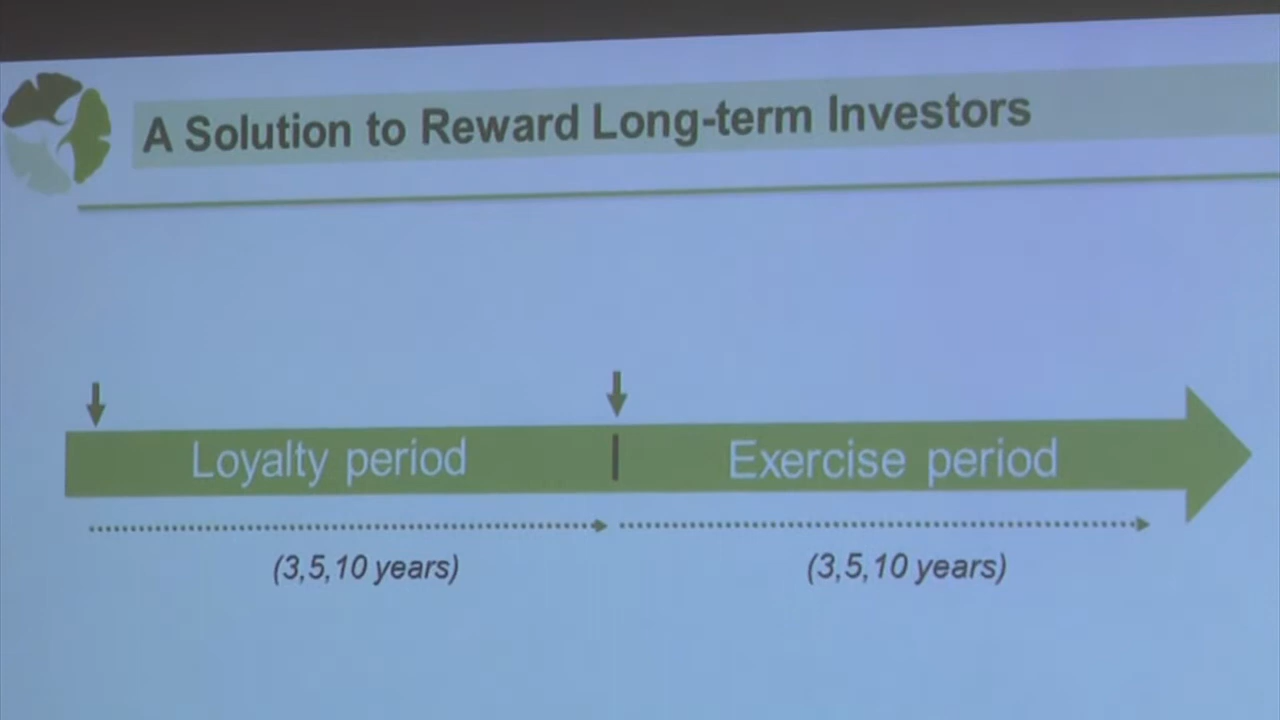 A Solution to Reward Long-term Investors
Loyalty period
Exercise period
(3,5,10 years)
(3,5,10 years)